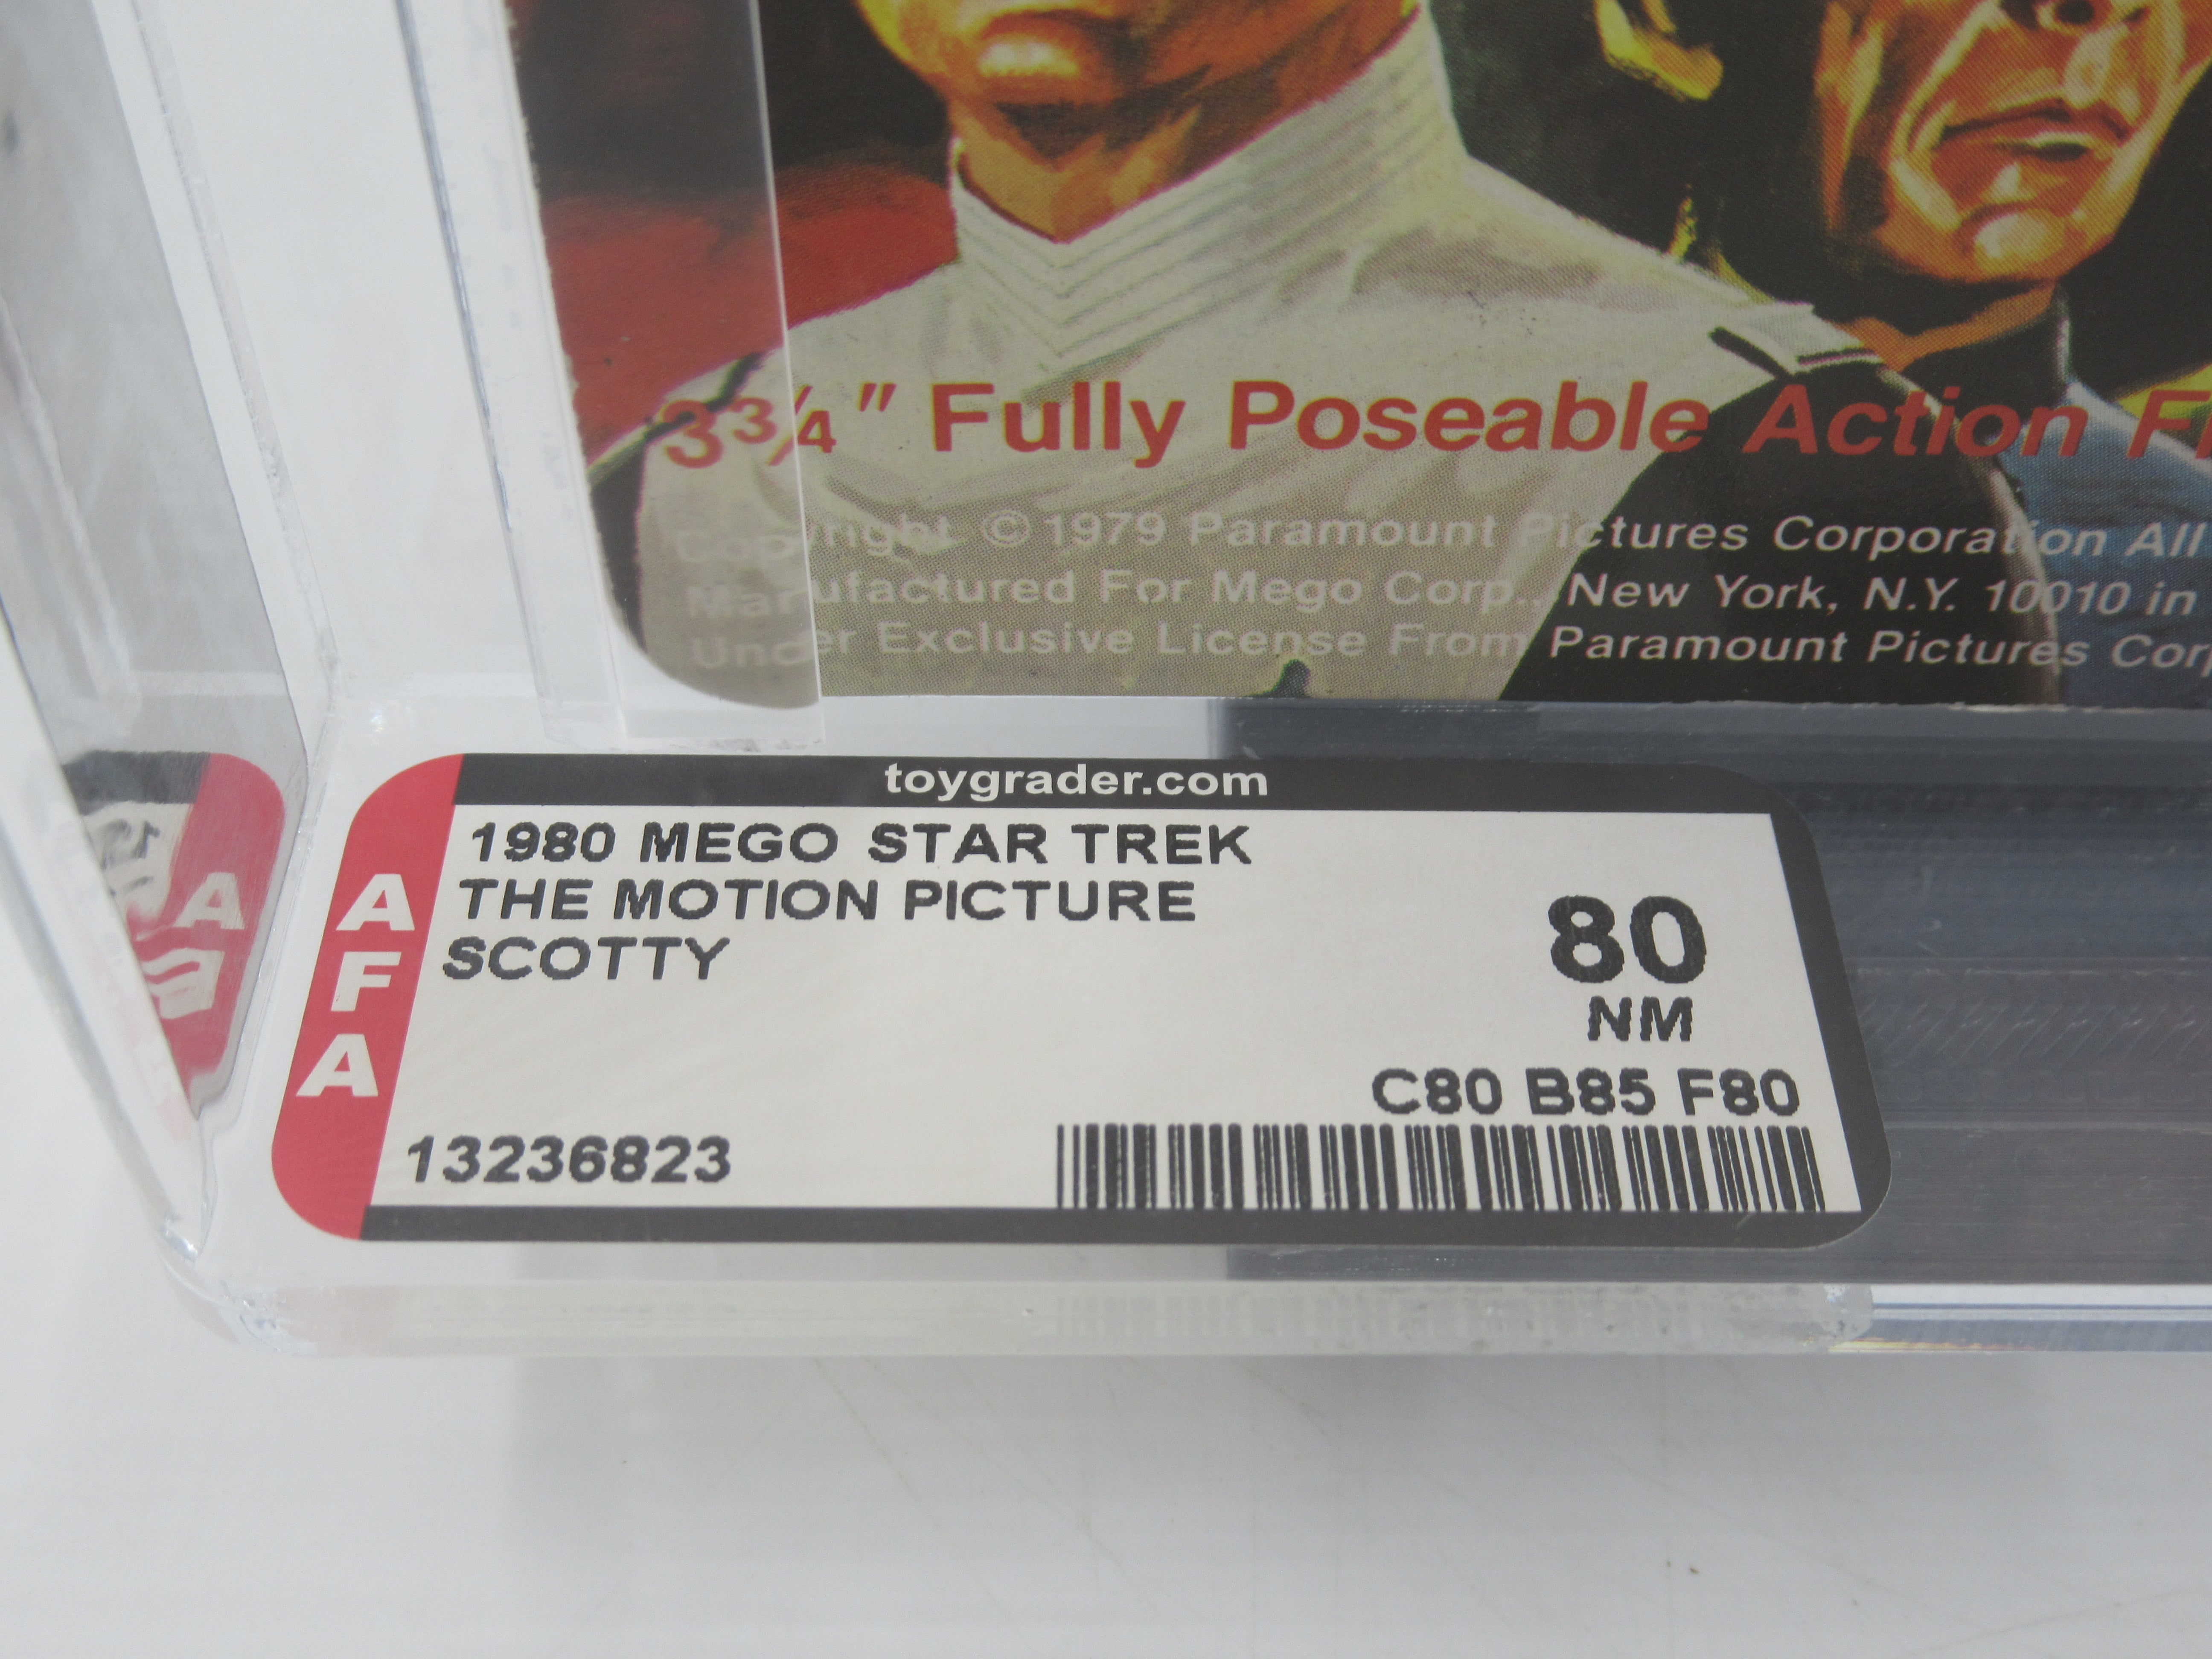 3¾" Fully Poseable Action
Copyright © 1979 Paramount Pictures Corporation All
Manufactured For Mego Corp., New York, N.Y. 10010 in
Under Exclusive License From Paramount Pictures
toygrader.com
AFA
1980 MEGO STAR TREK
THE MOTION PICTURE
SCOTTY
80
NM
C80 B85 F80
13236823